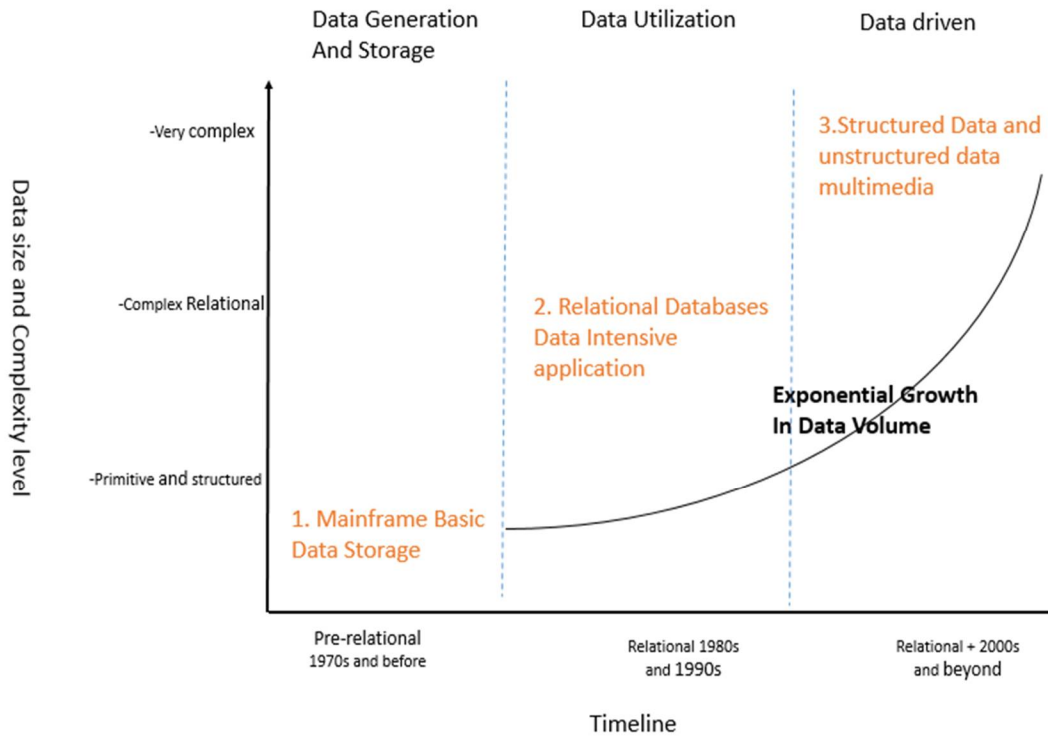 Data Generation
And Storage
Data Utilization
Data driven
Data size and Complexity level
-Very complex
-Complex Relational
-Primitive and structured
1. Mainframe Basic
Data Storage
2. Relational Databases
Data Intensive
application
3.Structured Data and
unstructured data
multimedia
Exponential Growth
In Data Volume
Pre-relational
1970s and before
Relational 1980s
and 1990s
Relational + 2000s
and beyond
Timeline